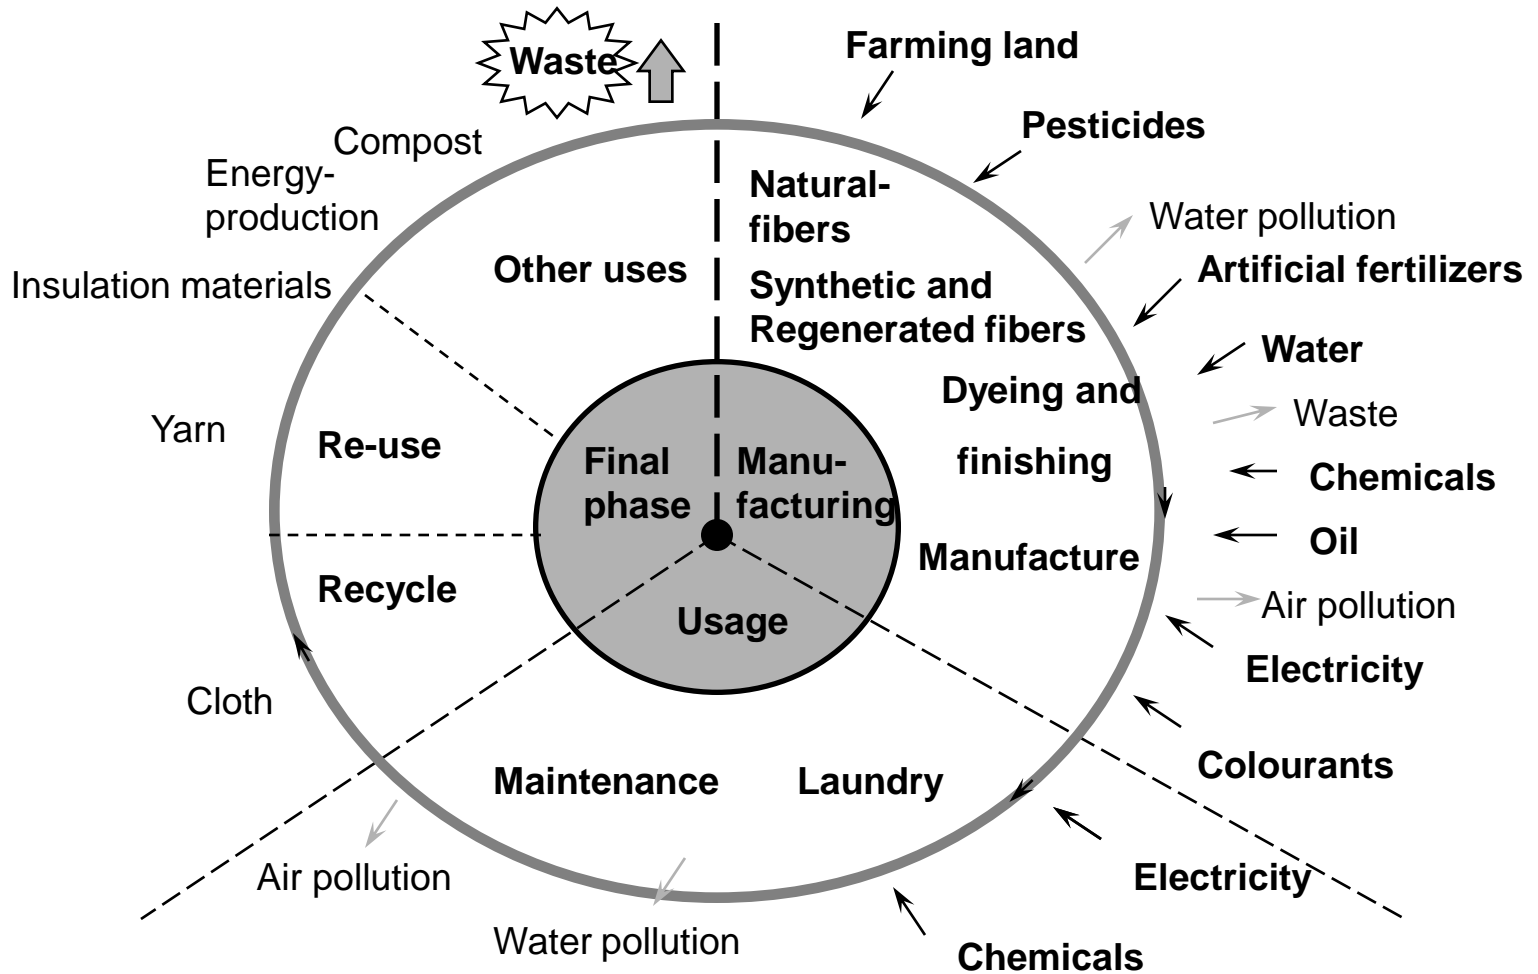 Waste
Farming land
Pesticides
Compost
Energy-
production
Natural-
fibers
Water pollution
Other uses
Synthetic and
Regenerated fibers
Artificial fertilizers
Insulation materials
Water
Dyeing and
finishing
Waste
Yarn
Re-use
Final
phase
Manu-
facturing
Chemicals
Oil
Manufacture
Recycle
Usage
Air pollution
Electricity
Cloth
Maintenance
Laundry
Colourants
Air pollution
Electricity
Water pollution
Chemicals